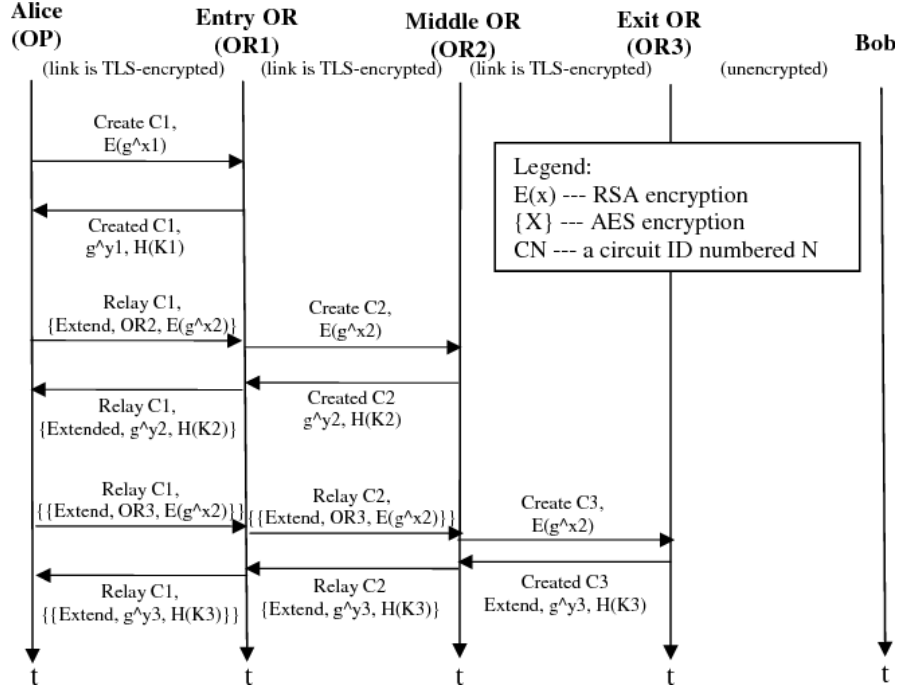 Alice
(OP)
Entry OR
(OR1)
Middle OR
(OR2)
Exit OR
(OR3)
Bob
(link is TLS-encrypted)
(link is TLS-encrypted)
(link is TLS-encrypted)
(unencrypted)
Create C1,
E(g^x1)
Legend:
E(x) --- RSA encryption
{X} --- AES encryption
CN --- a circuit ID numbered N
Created C1,
g^y1, H(K1)
Relay C1,
{Extend, OR2, E(g^x2)}
Create C2,
E(g^x2)
Relay C1,
{Extended, g^y2, H(K2)}
Created C2
g^y2, H(K2)
Relay C1,
{{Extend, OR3, E(g^x2)}}
Relay C2,
{{Extend, OR3, E(g^x2)}}
Create C3,
E(g^x2)
Relay C1,
{{Extend, g^y3, H(K3)}}
Relay C2
{Extend, g^y3, H(K3)}
Created C3
Extend, g^y3, H(K3)
t
t
t
t
t